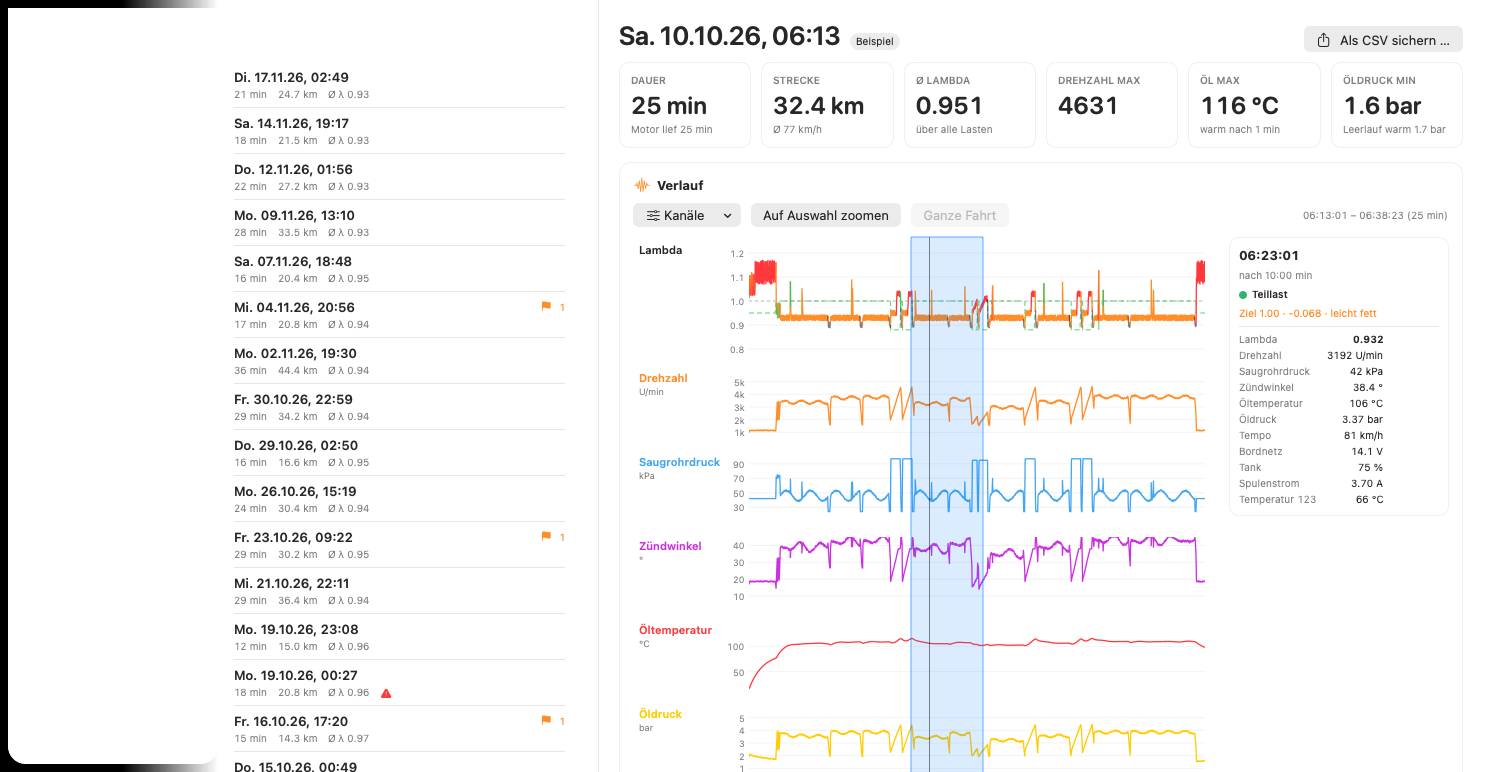 Di. 17.11.26, 02:49
21 min 24.7 km Ø λ 0.93
Sa. 14.11.26, 19:17
18 min 21.5 km Ø λ 0.93
Do. 12.11.26, 01:56
22 min 27.2 km Ø λ 0.93
Mo. 09.11.26, 13:10
28 min 33.5 km Ø λ 0.93
Sa. 07.11.26, 18:48
16 min 20.4 km Ø λ 0.95
Mi. 04.11.26, 20:56 1
17 min 20.8 km Ø λ 0.94
Mo. 02.11.26, 19:30
36 min 44.4 km Ø λ 0.94
Fr. 30.10.26, 22:59
29 min 34.2 km Ø λ 0.94
Do. 29.10.26, 02:50
16 min 16.6 km Ø λ 0.95
Mo. 26.10.26, 15:19
24 min 30.4 km Ø λ 0.94
Fr. 23.10.26, 09:22 1
29 min 30.2 km Ø λ 0.95
Mi. 21.10.26, 22:11
29 min 36.4 km Ø λ 0.94
Mo. 19.10.26, 23:08
12 min 15.0 km Ø λ 0.96
Mo. 19.10.26, 00:27
18 min 20.8 km Ø λ 0.96
Fr. 16.10.26, 17:20 1
15 min 14.3 km Ø λ 0.97
Do. 15.10.26, 00:49
Sa. 10.10.26, 06:13 Beispiel
Als CSV sichern ...
DAUER
25 min
Motor lief 25 min
STRECKE
32.4 km
Ø 77 km/h
Ø LAMBDA
0.951
über alle Lasten
DREHZAHL MAX
4631
ÖL MAX
116 °C
warm nach 1 min
ÖLDRUCK MIN
1.6 bar
Leerlauf warm 1.7 bar
Verlauf
Kanäle
Auf Auswahl zoomen
Ganze Fahrt
06:13:01 – 06:38:23 (25 min)
Lambda
1.2
1.1
1.0
0.9
0.8
Drehzahl
U/min
5k
4k
3k
2k
1k
Saugrohrdruck
kPa
90
70
50
30
Zündwinkel
°
40
30
20
10
Öltemperatur
°C
100
50
Öldruck
bar
5
4
3
2
1
06:23:01
nach 10:00 min
Teillast
Ziel 1.00 · -0.068 · leicht fett
Lambda 0.932
Drehzahl 3192 U/min
Saugrohrdruck 42 kPa
Zündwinkel 38.4 °
Öltemperatur 106 °C
Öldruck 3.37 bar
Tempo 81 km/h
Bordnetz 14.1 V
Tank 75 %
Spulenstrom 3.70 A
Temperatur 123 66 °C